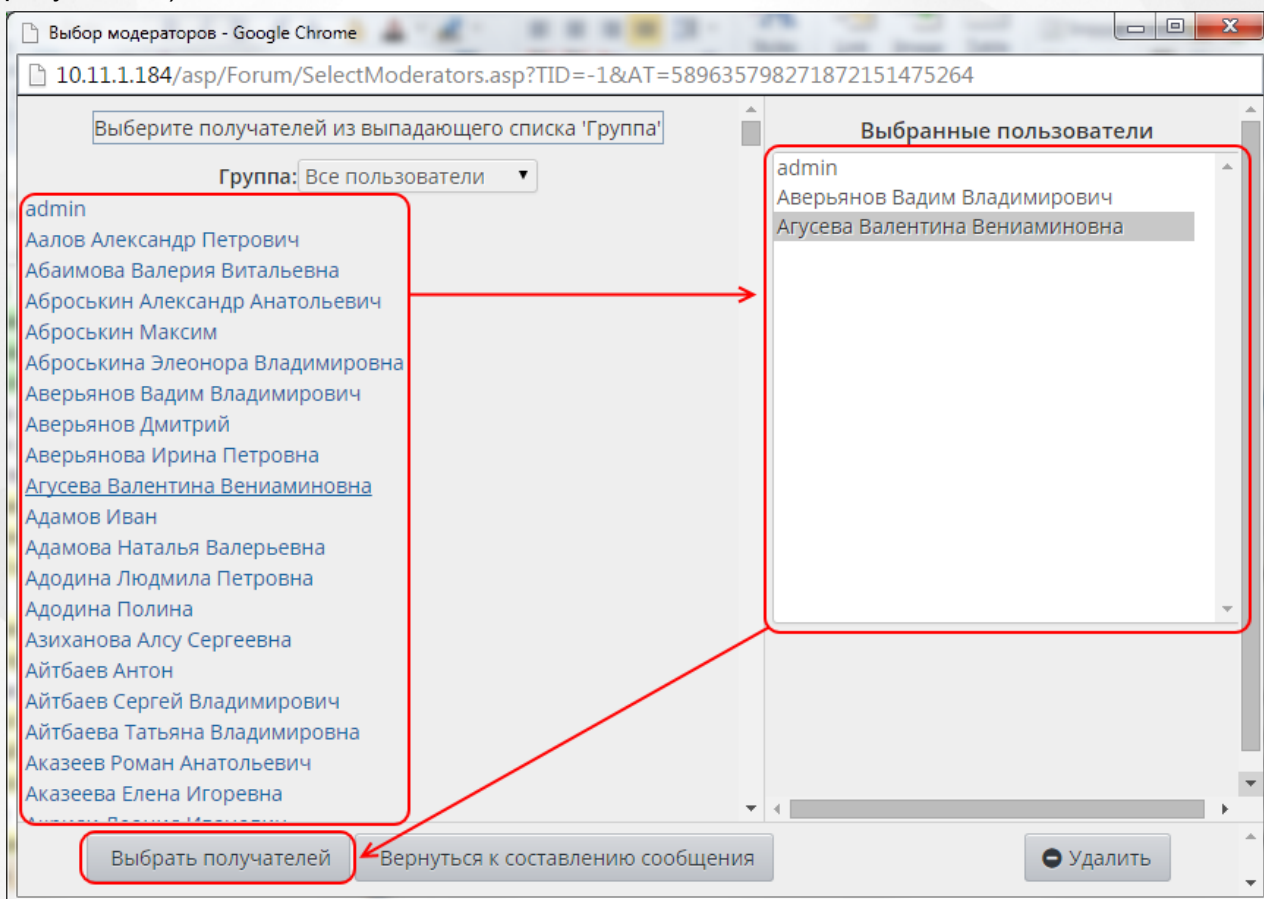 Выбор модераторов - Google Chrome
10.11.1.184/asp/Forum/SelectModerators.asp?TID=-1&AT=589635798271872151475264
Выберите получателей из выпадающего списка 'Группа'
Группа: Все пользователи
admin
Аалов Александр Петрович
Абаимова Валерия Витальевна
Аброськин Александр Анатольевич
Аброськин Максим
Аброськина Элеонора Владимировна
Аверьянов Вадим Владимирович
Аверьянов Дмитрий
Аверьянова Ирина Петровна
Агусева Валентина Вениаминовна
Адамов Иван
Адамова Наталья Валерьевна
Адодина Людмила Петровна
Адодина Полина
Азиханова Алсу Сергеевна
Айтбаев Антон
Айтбаев Сергей Владимирович
Айтбаева Татьяна Владимировна
Аказеев Роман Анатольевич
Аказеева Елена Игоревна
Выбранные пользователи
admin
Аверьянов Вадим Владимирович
Агусева Валентина Вениаминовна
Выбрать получателей
Вернуться к составлению сообщения
Удалить